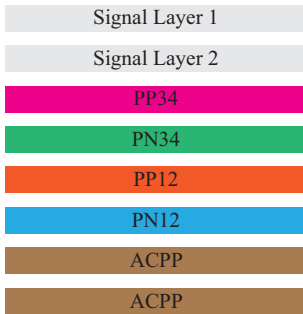 Signal Layer 1
Signal Layer 2
PP34
PN34
PP12
PN12
ACPP
ACPP